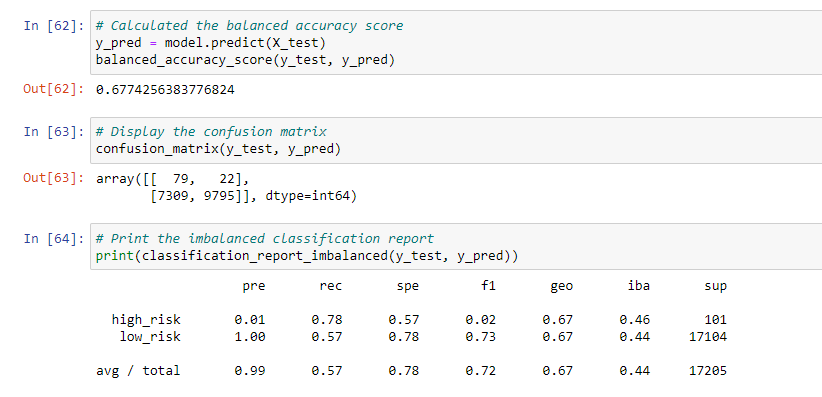 In [62]: # Calculated the balanced accuracy score
y_pred = model.predict(X_test)
balanced_accuracy_score(y_test, y_pred)
Out[62]: 0.6774256383776824
In [63]: # Display the confusion matrix
confusion_matrix(y_test, y_pred)
Out[63]: array([[  79,   22],
       [7309, 9795]], dtype=int64)
In [64]: # Print the imbalanced classification report
print(classification_report_imbalanced(y_test, y_pred))
pre rec spe f1 geo iba sup
high_risk 0.01 0.78 0.57 0.02 0.67 0.46 101
low_risk 1.00 0.57 0.78 0.73 0.67 0.44 17104
avg / total 0.99 0.57 0.78 0.72 0.67 0.44 17205